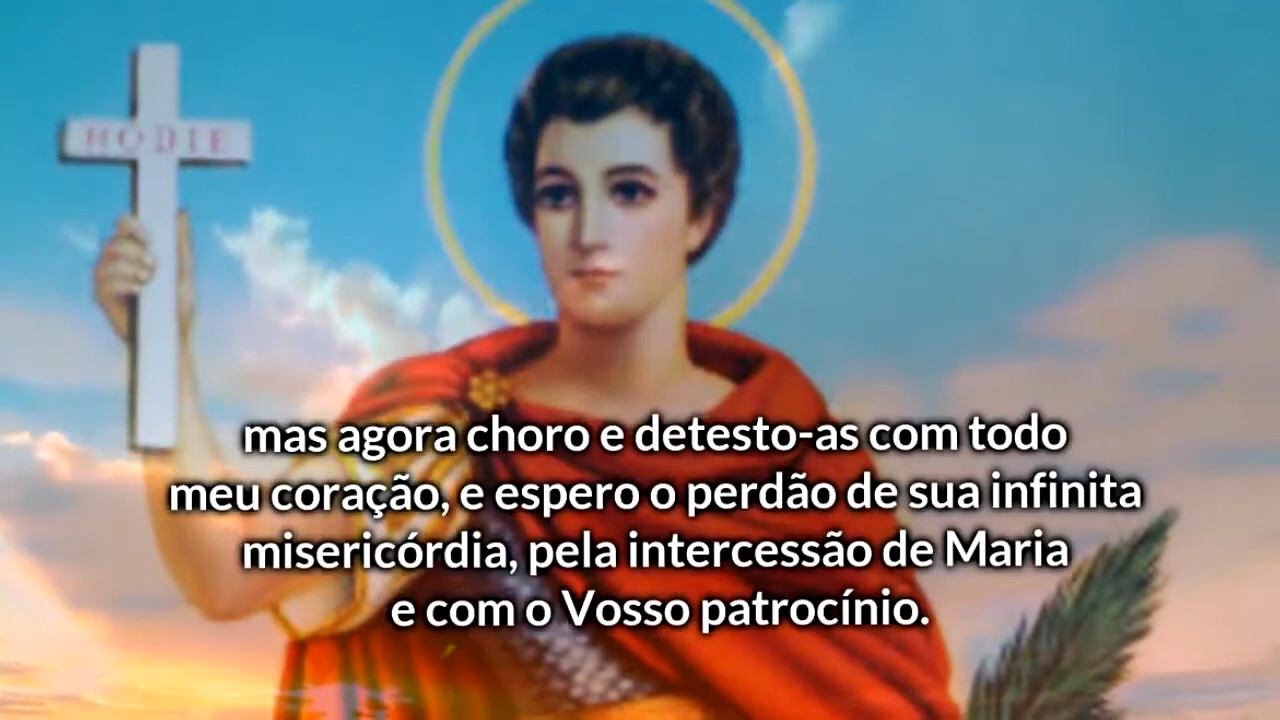 HODIE
mas agora choro e detesto-as com todo
meu coração, e espero o perdão de sua infinita
misericórdia, pela intercessão de Maria
e com o Vosso patrocínio.